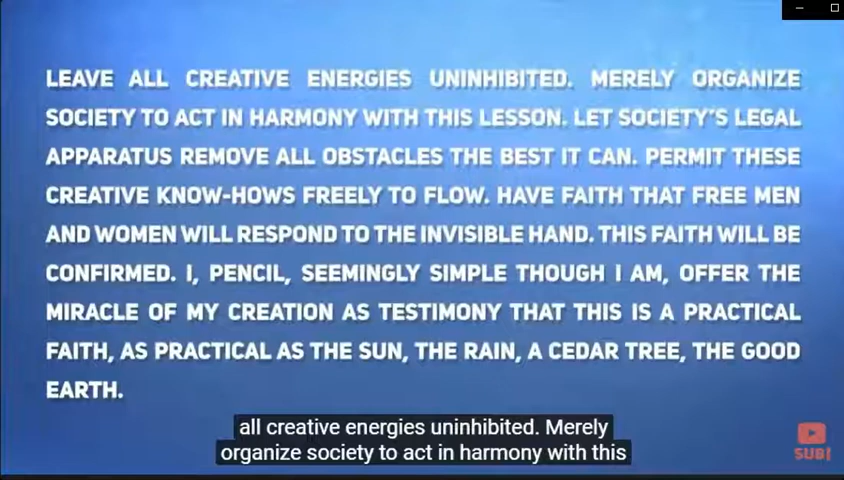 LEAVE ALL CREATIVE ENERGIES UNINHIBITED. MERELY ORGANIZE
SOCIETY TO ACT IN HARMONY WITH THIS LESSON. LET SOCIETY'S LEGAL
APPARATUS REMOVE ALL OBSTACLES THE BEST IT CAN. PERMIT THESE
CREATIVE KNOW-HOWS FREELY TO FLOW. HAVE FAITH THAT FREE MEN
AND WOMEN WILL RESPOND TO THE INVISIBLE HAND. THIS FAITH WILL BE
CONFIRMED. I, PENCIL, SEEMINGLY SIMPLE THOUGH I AM, OFFER THE
MIRACLE OF MY CREATION AS TESTIMONY THAT THIS IS A PRACTICAL
FAITH, AS PRACTICAL AS THE SUN, THE RAIN, A CEDAR TREE, THE GOOD
EARTH.
all creative energies uninhibited. Merely
organize society to act in harmony with this
SUB!